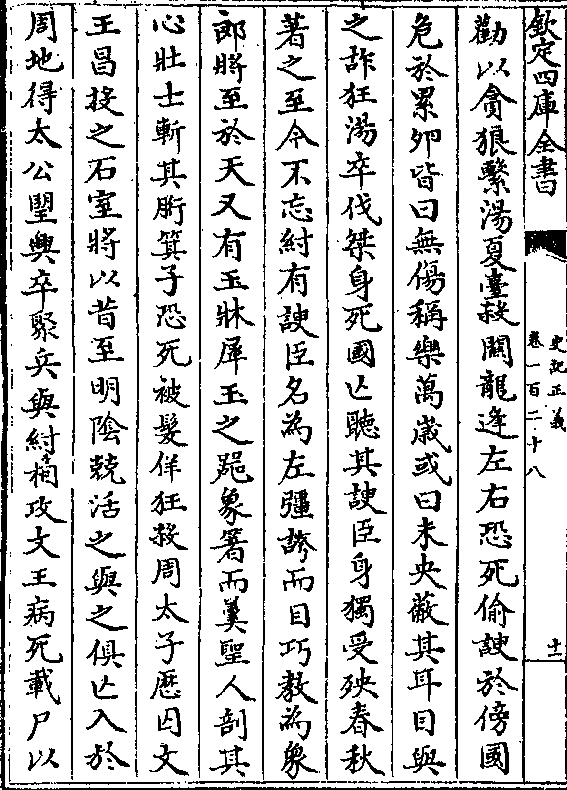 欽定四庫全書
史記正義
卷一百二十八
十一
勸以貪狼繫湯夏臺殺關龍逄左右恐死偷諛於傍國
危於累卵皆曰無傷稱樂萬歲或曰未央蔽其耳目與
之詐狂湯卒伐桀身死國亡聽其諛臣身獨受殃春秋
著之至今不忘紂有諛臣名為左彊誇而目巧教為象
郎將至於天又有玉牀犀玉之器象箸而羹聖人剖其
心壯士斬其胻箕子恐死被髮佯狂殺周太子歷囚文
王昌投之石室將以昔至明陰兢活之與之俱亡入於
周地得太公望興卒聚兵與紂相攻文王病死載尸以